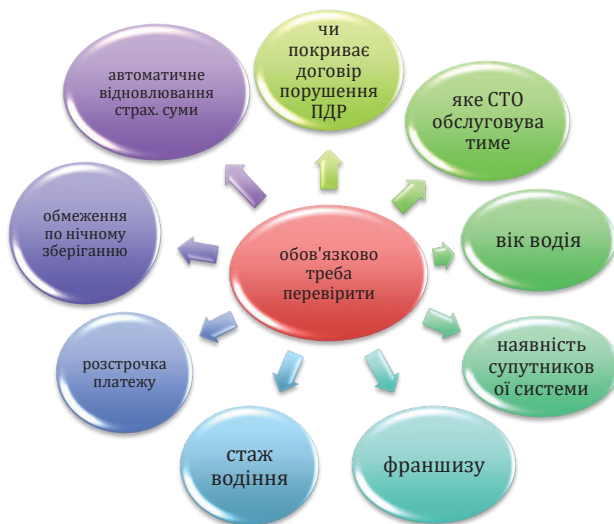 чи
покриває
договір
порушення
ПДР
яке СТО
обслуговува
тиме
вік водія
наявність
супутников
ої системи
франшизу
стаж
водіння
розстрочка
платежу
обмеження
по нічному
зберіганню
автоматичне
відновлювання
страх. суми
обов'язково
треба
перевірити